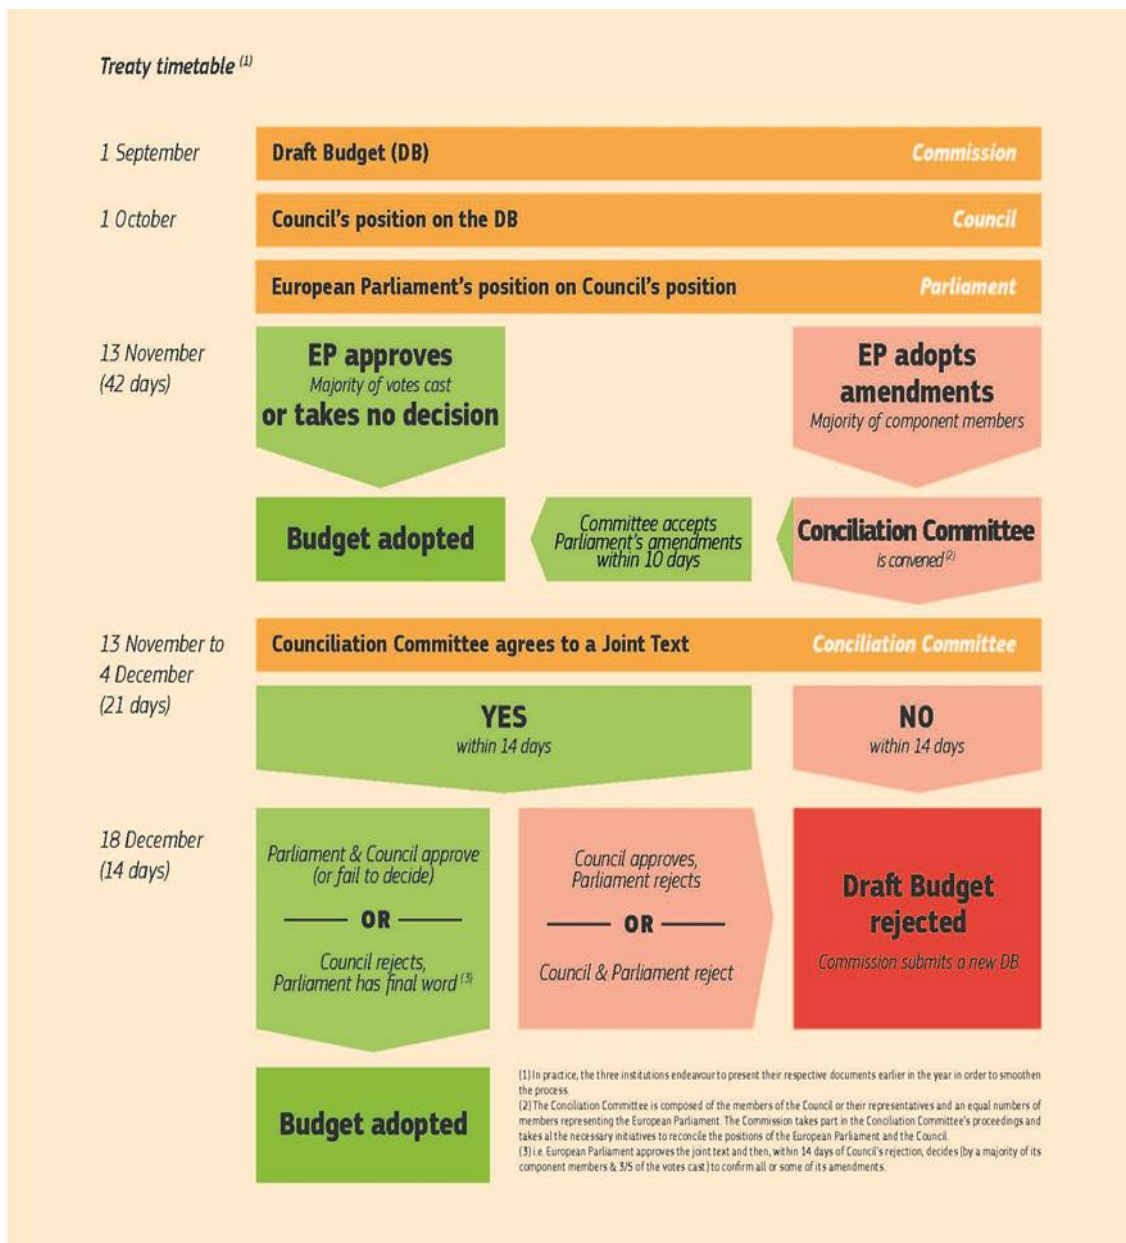 Treaty timetable (1)
1 September
Draft Budget (DB)
Commission
1 October
Council's position on the DB
Council
European Parliament's position on Council's position
Parliament
13 November
(42 days)
EP approves
Majority of votes cast
or takes no decision
EP adopts
amendments
Majority of component members
Budget adopted
Committee accepts
Parliament's amendments
within 10 days
Conciliation Committee
is convened (2)
13 November to
4 December
(21 days)
Counciliation Committee agrees to a Joint Text
Conciliation Committee
YES
within 14 days
NO
within 14 days
18 December
(14 days)
Parliament & Council approve
(or fail to decide)
OR
Council rejects,
Parliament has final word (3)
Council approves,
Parliament rejects
OR
Council & Parliament reject
Draft Budget
rejected
Commission submits a new DB
Budget adopted
(1) In practice, the three institutions endeavour to present their respective documents earlier in the year in order to smoothen
the process.
(2) The Conciliation Committee is composed of the members of the Council or their representatives and an equal numbers of
members representing the European Parliament. The Commission takes part in the Conciliation Committee's proceedings and
takes al the necessary initiatives to reconcile the positions of the European Parliament and the Council.
(3) i.e. European Parliament approves the joint text and then, within 14 days of Council's rejection, decides (by a majority of its
component members & 3/5 of the votes cast) to confirm all or some of its amendments.